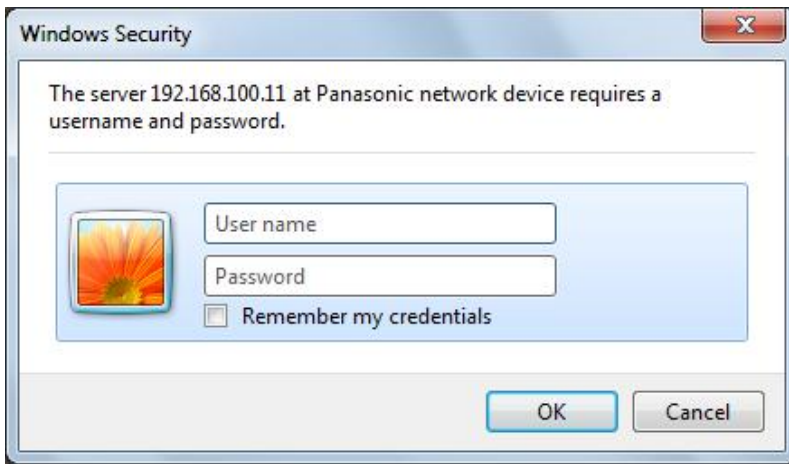 Windows Security
The server 192.168.100.11 at Panasonic network device requires a
username and password.
User name
Password
Remember my credentials
OK
Cancel